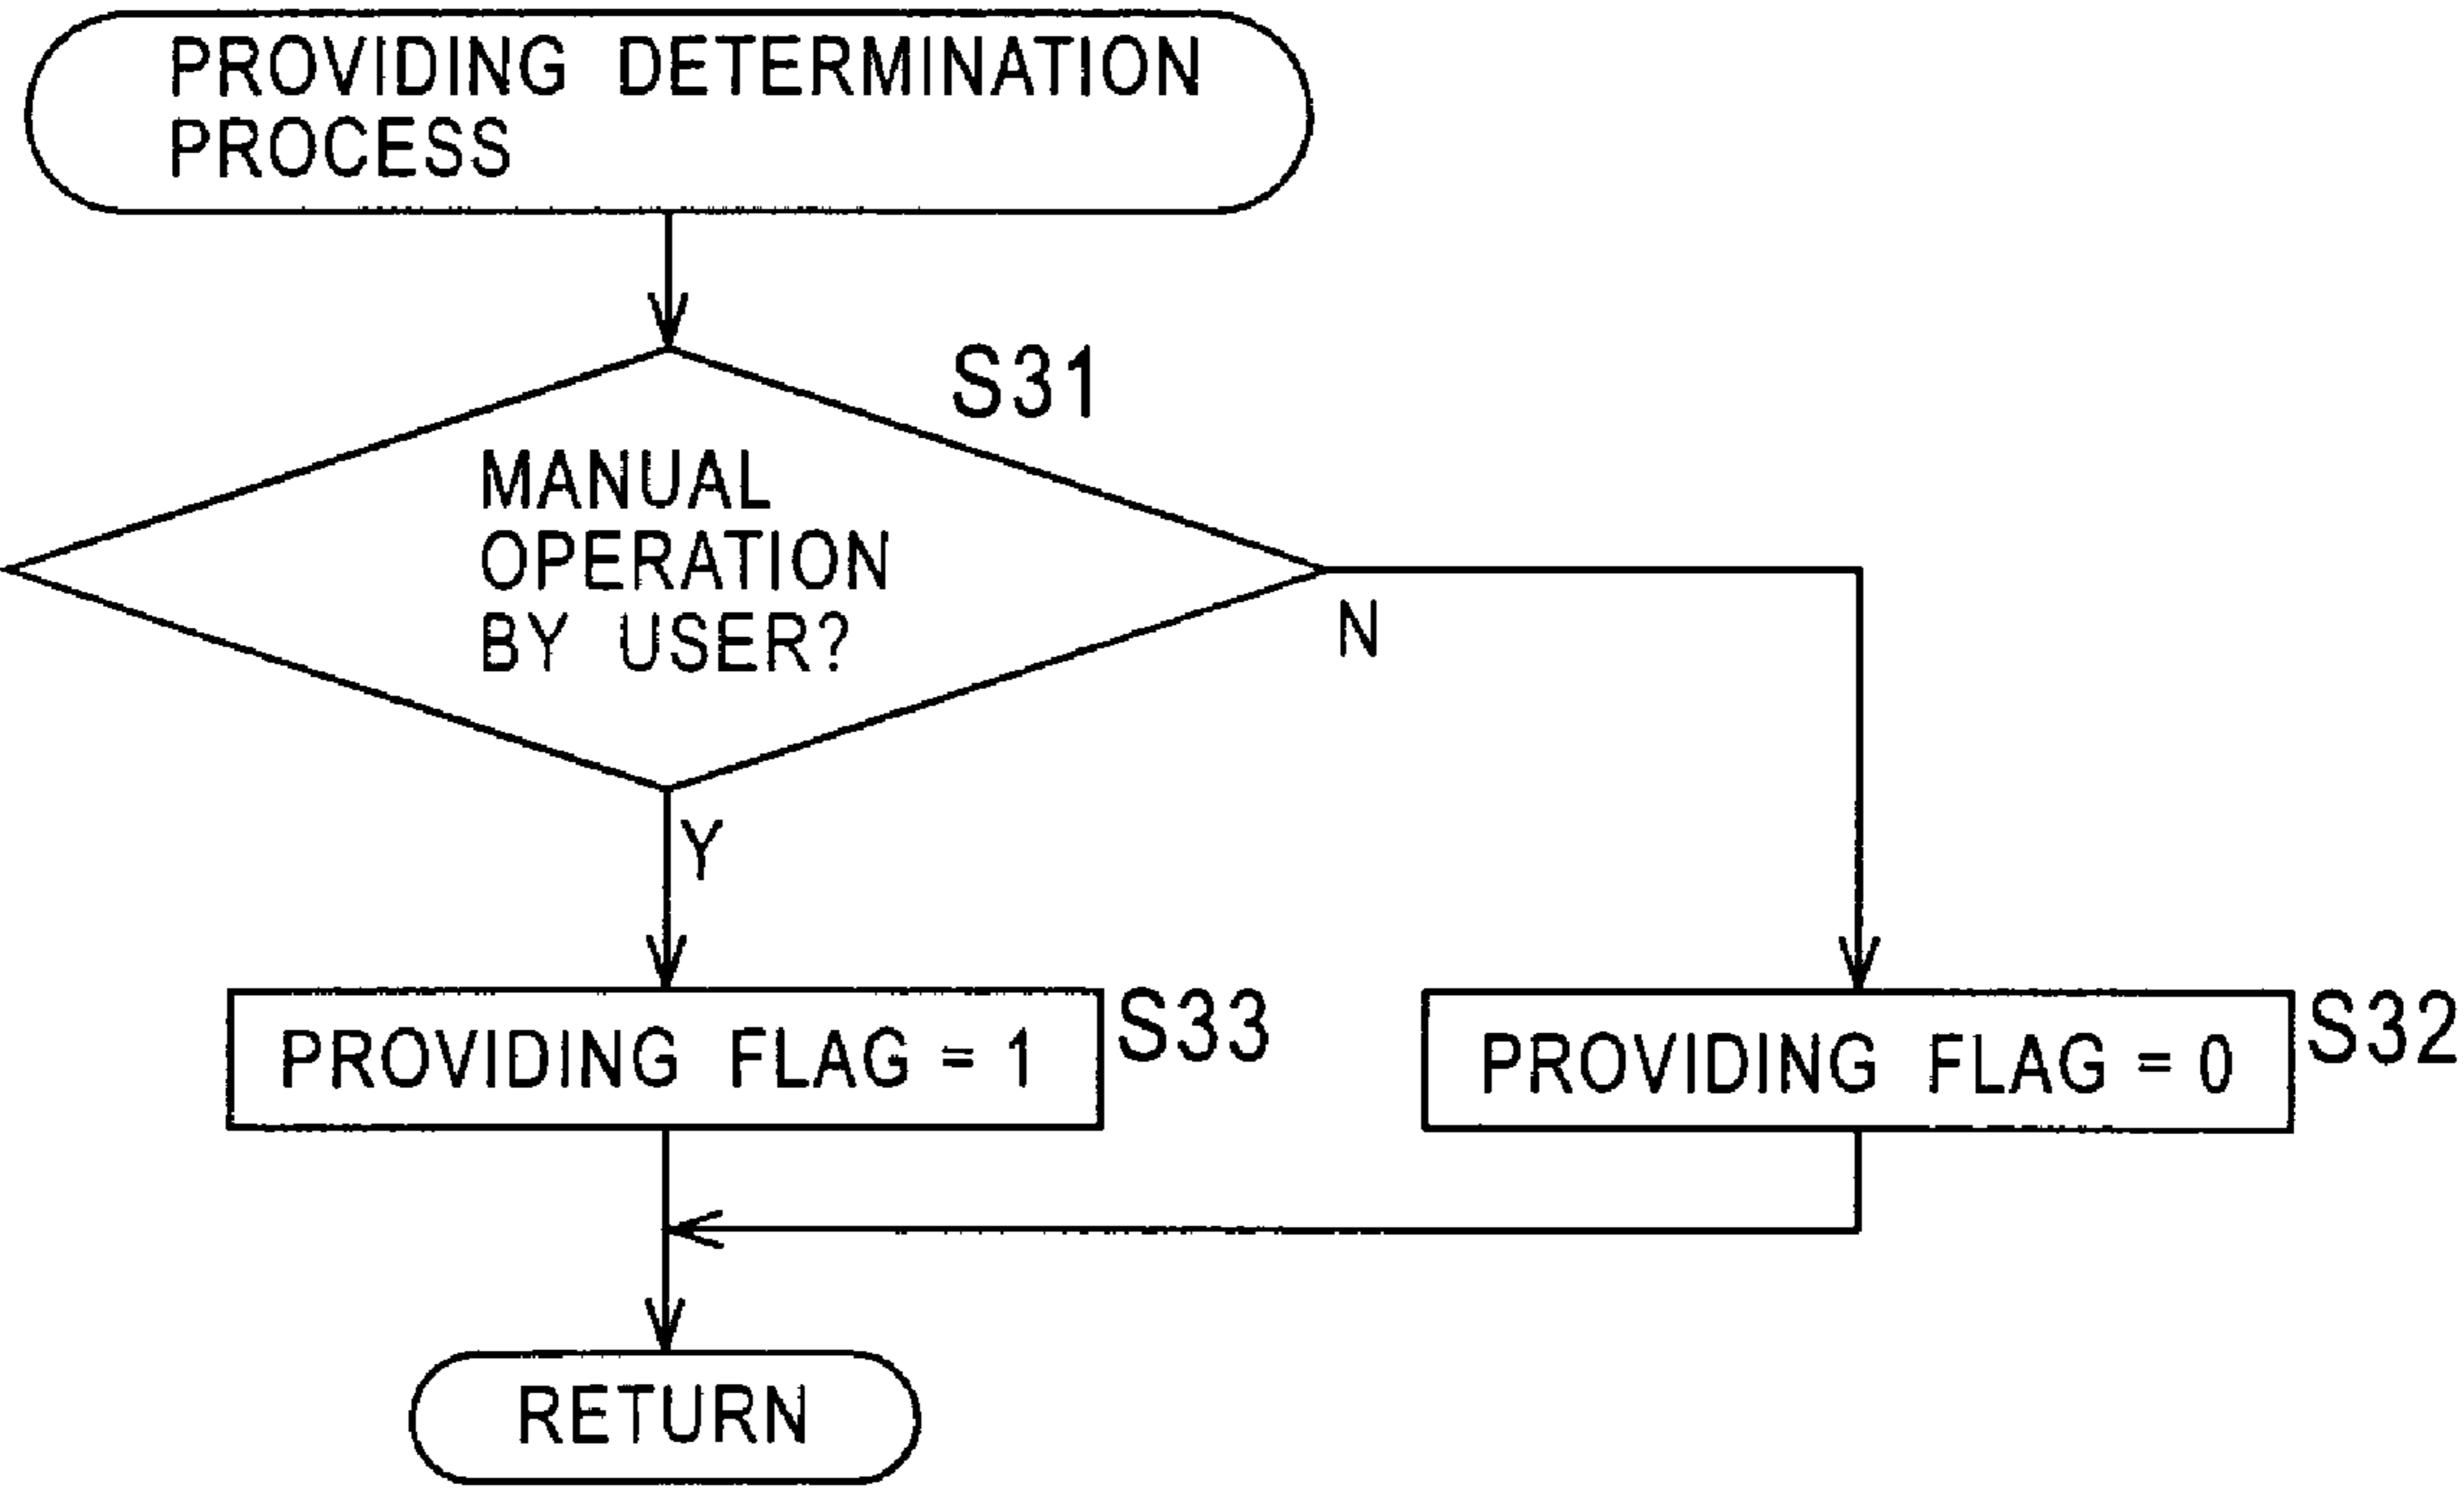 PROVIDING DETERMINATION
PROCESS
S31
MANUAL
OPERATION
BY USER?
N
Y
PROVIDING FLAG = 1
S33
PROVIDING FLAG = 0
S32
RETURN